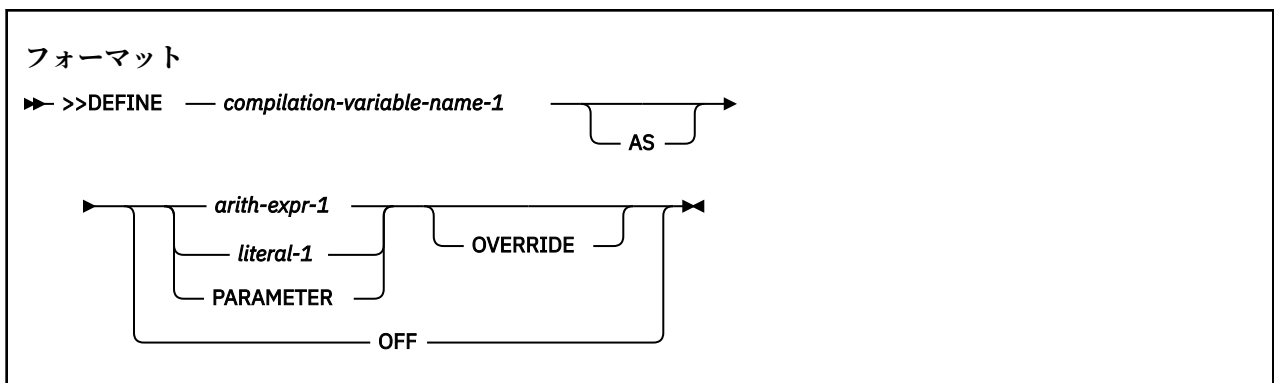 フォーマット
>>DEFINE compilation-variable-name-1
AS
arith-expr-1
literal-1
OVERRIDE
PARAMETER
OFF